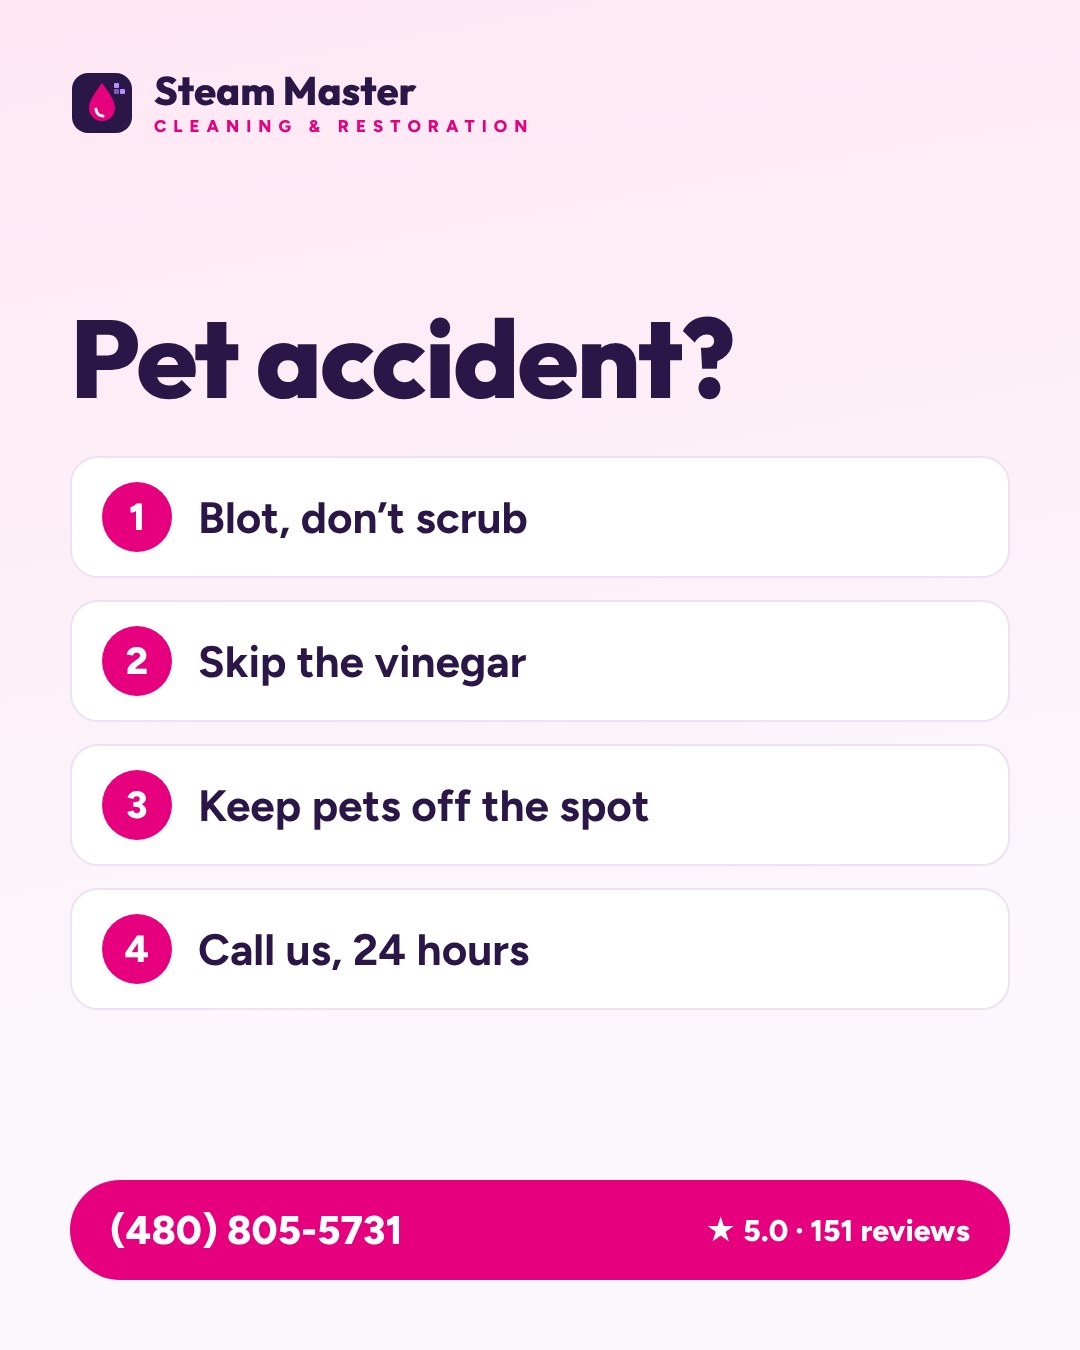 Steam Master
CLEANING & RESTORATION
Pet accident?
1 Blot, don’t scrub
2 Skip the vinegar
3 Keep pets off the spot
4 Call us, 24 hours
(480) 805-5731
★ 5.0 · 151 reviews